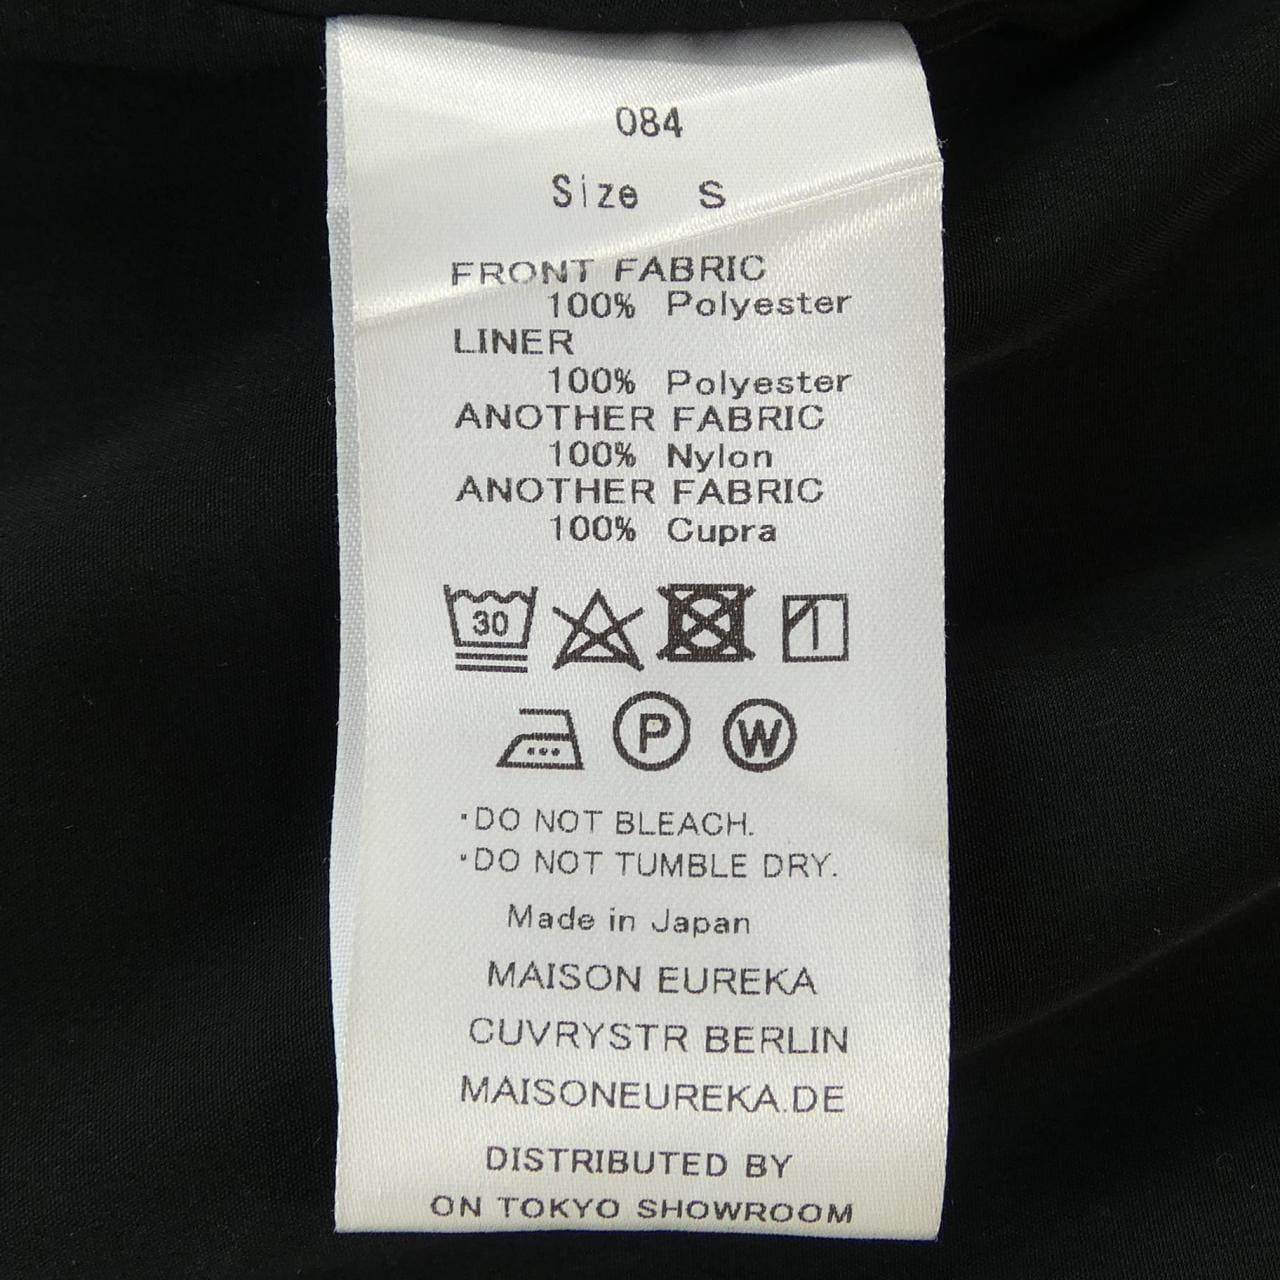 084
Size S
FRONT FABRIC
100% Polyester
LINER
100% Polyester
ANOTHER FABRIC
100% Nylon
ANOTHER FABRIC
100% Cupra
30
P W
・DO NOT BLEACH.
・DO NOT TUMBLE DRY.
Made in Japan
MAISON EUREKA
CUVRYSTR BERLIN
MAISONEUREKA.DE
DISTRIBUTED BY
ON TOKYO SHOWROOM